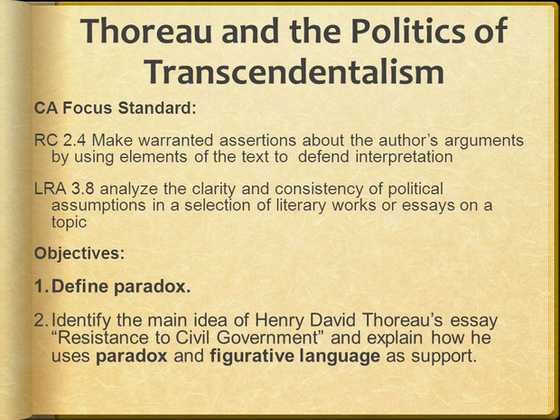 Thoreau and the Politics of
Transcendentalism
CA Focus Standard:
RC 2.4 Make warranted assertions about the author’s arguments
by using elements of the text to defend interpretation
LRA 3.8 analyze the clarity and consistency of political
assumptions in a selection of literary works or essays on a
topic
Objectives:
1. Define paradox.
2. Identify the main idea of Henry David Thoreau’s essay
“Resistance to Civil Government” and explain how he
uses paradox and figurative language as support.